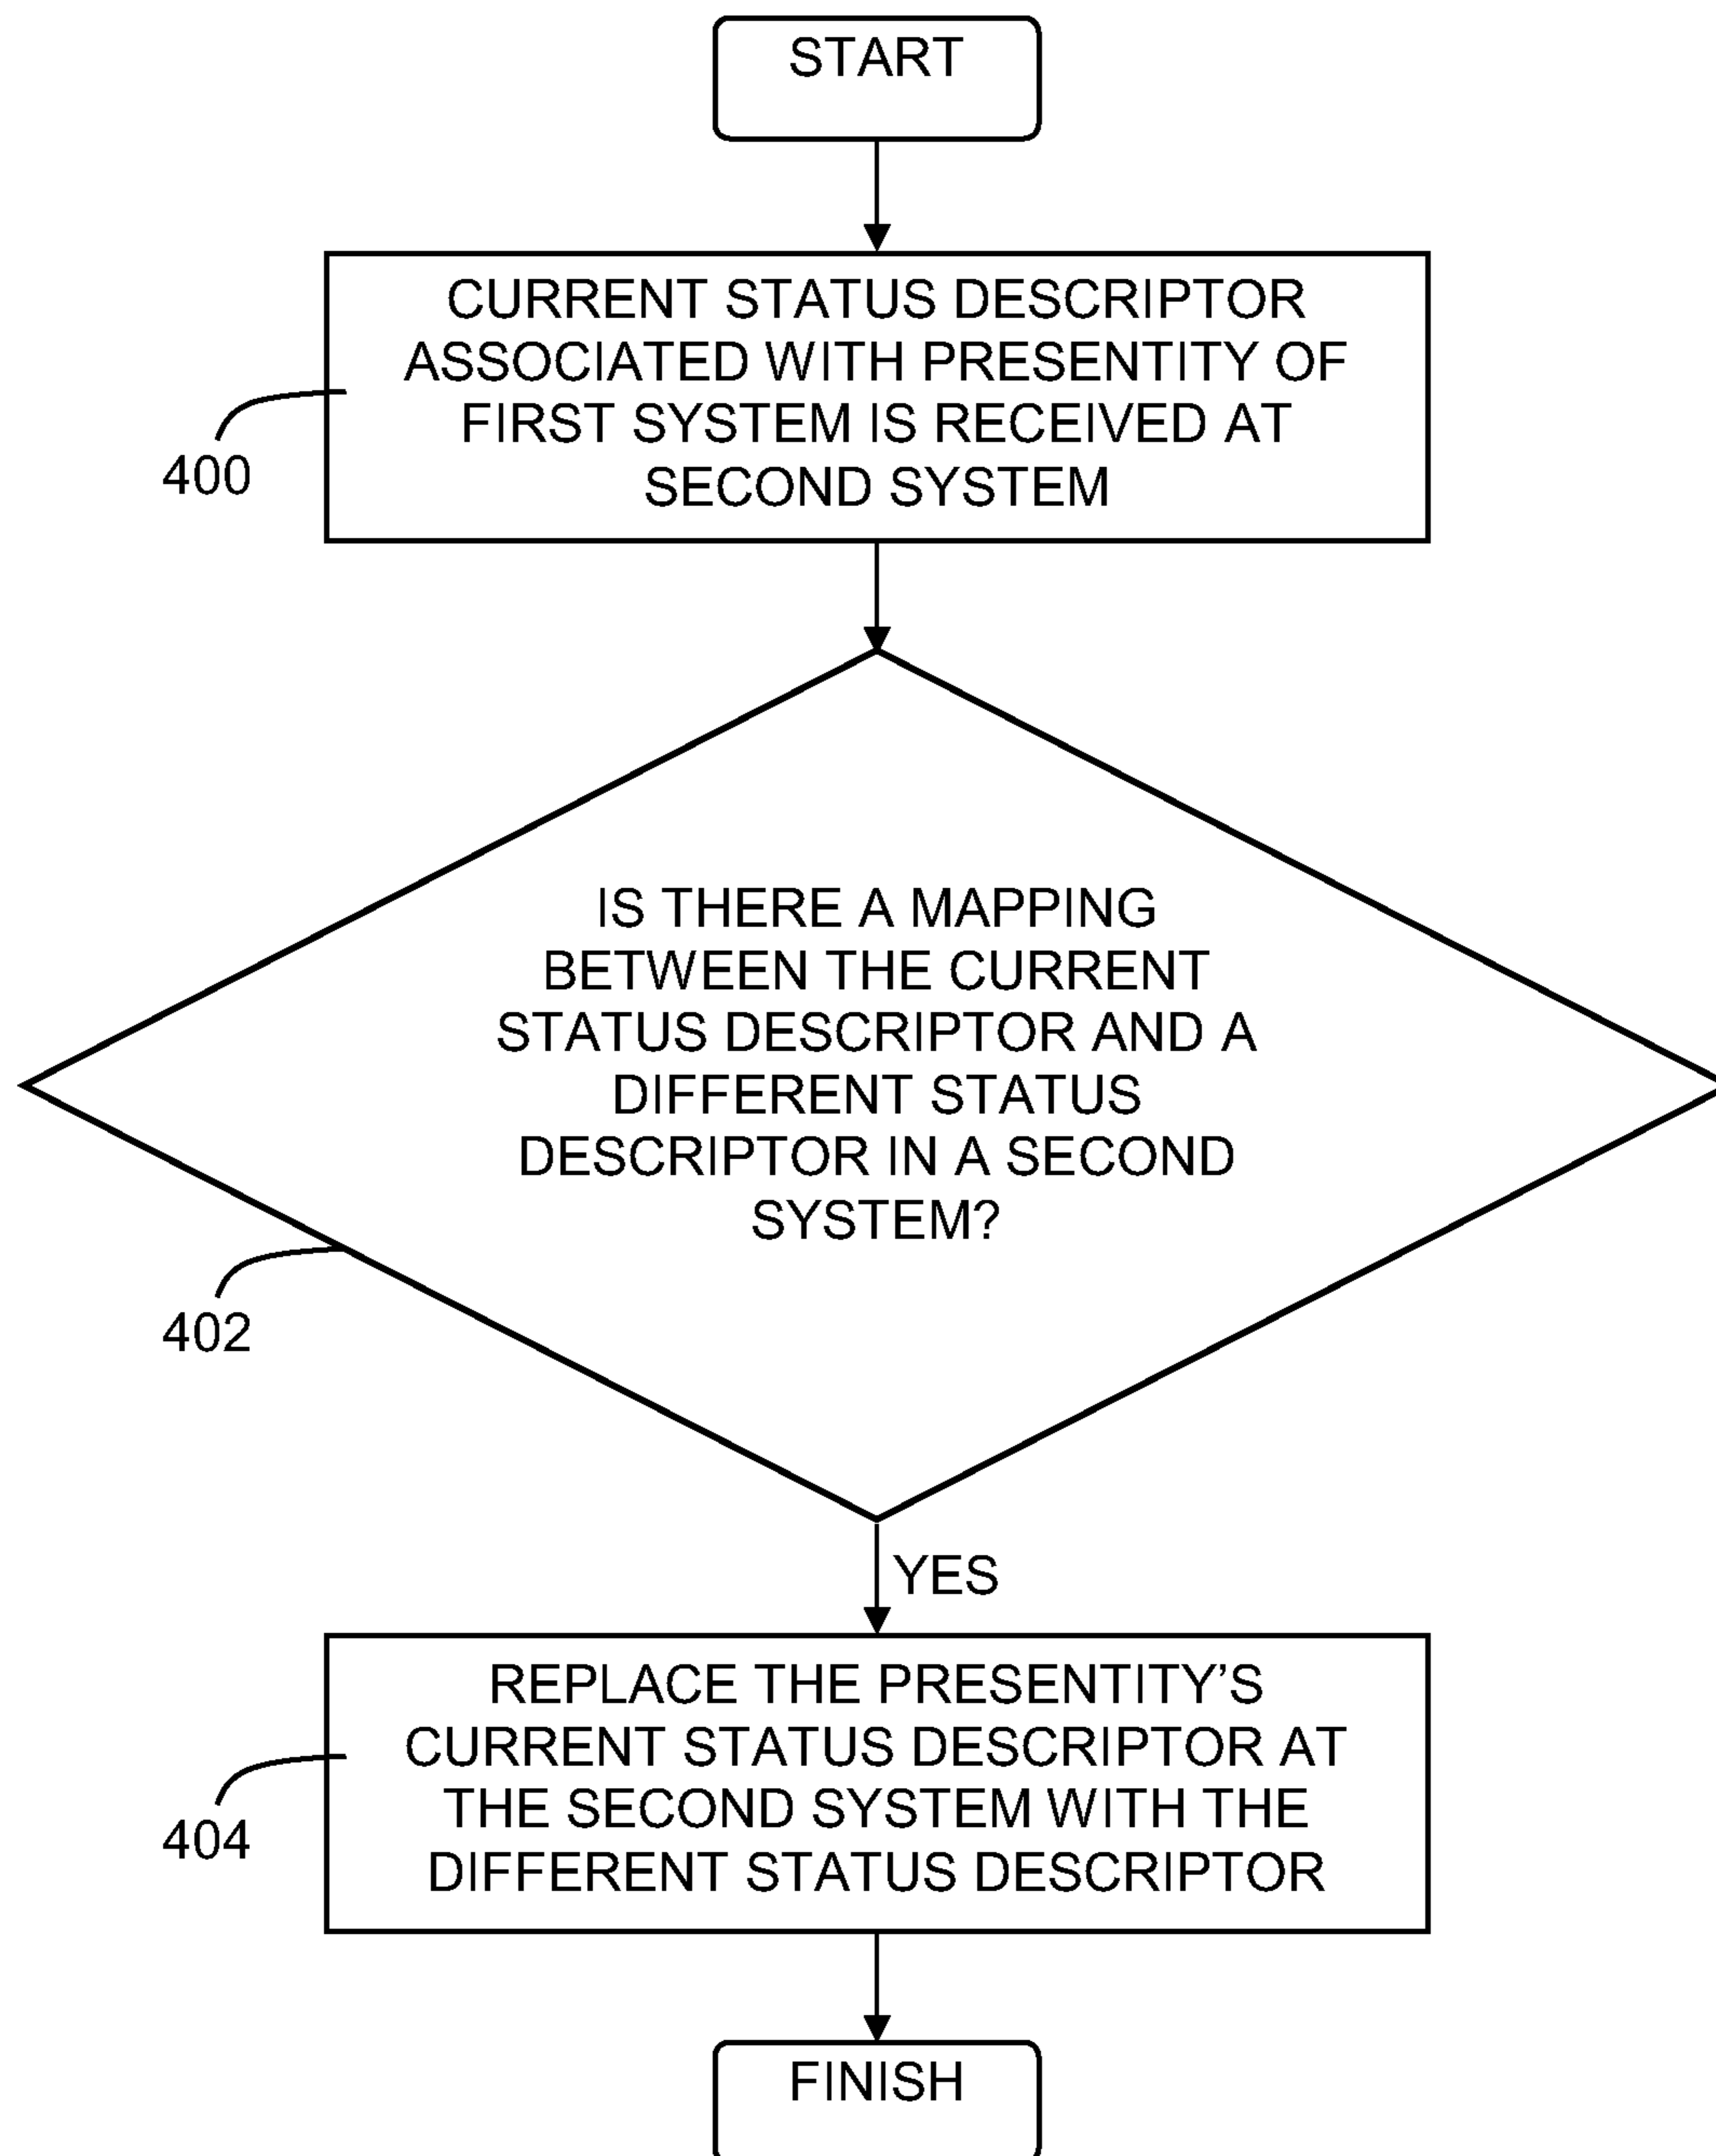 START
CURRENT STATUS DESCRIPTOR
ASSOCIATED WITH PRESENTITY OF
FIRST SYSTEM IS RECEIVED AT
SECOND SYSTEM
400
IS THERE A MAPPING
BETWEEN THE CURRENT
STATUS DESCRIPTOR AND A
DIFFERENT STATUS
DESCRIPTOR IN A SECOND
SYSTEM?
402
YES
REPLACE THE PRESENTITY’S
CURRENT STATUS DESCRIPTOR AT
THE SECOND SYSTEM WITH THE
DIFFERENT STATUS DESCRIPTOR
404
FINISH